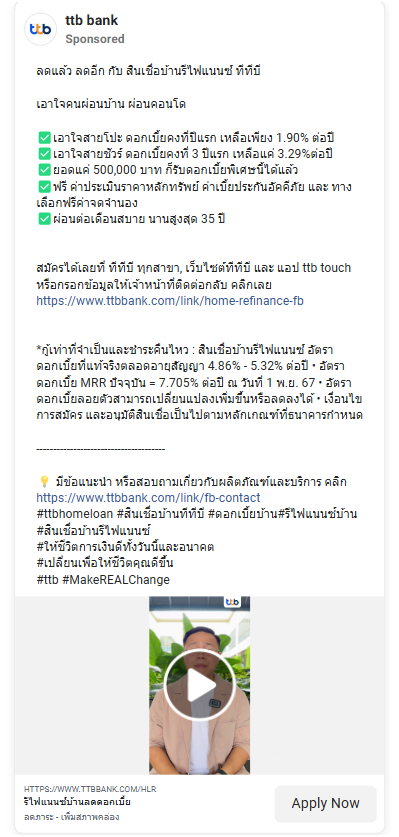 ttb
ttb bank
Sponsored
ลดแล้ว ลดอีก กับ สินเชื่อบ้านรีไฟแนนซ์ ทีทีบี
เอาใจคนผ่อนบ้าน ผ่อนคอนโด
✅เอาใจสายโปะ ดอกเบี้ยคงที่ปีแรก เหลือเพียง 1.90% ต่อปี
✅เอาใจสายชัวร์ ดอกเบี้ยคงที่ 3 ปีแรก เหลือแค่ 3.29%ต่อปี
✅ยอดแค่ 500,000 บาท ก็รับดอกเบี้ยพิเศษนี้ได้แล้ว
✅ฟรี ค่าประเมินราคาหลักทรัพย์ ค่าเบี้ยประกันอัคคีภัย และ ทาง
เลือกฟรีค่าจดจำนอง
✅ผ่อนต่อเดือนสบาย นานสูงสุด 35 ปี
สมัครได้เลยที่ ทีทีบี ทุกสาขา, เว็บไซต์ทีทีบี และ แอป ttb touch
หรือกรอกข้อมูลให้เจ้าหน้าที่ติดต่อกลับ คลิกเลย
https://www.ttbbank.com/link/home-refinance-fb
*กู้เท่าที่จำเป็นและชำระคืนไหว : สินเชื่อบ้านรีไฟแนนซ์ อัตรา
ดอกเบี้ยที่แท้จริงตลอดอายุสัญญา 4.86% - 5.32% ต่อปี • อัตรา
ดอกเบี้ย MRR ปัจจุบัน = 7.705% ต่อปี ณ วันที่ 1 พ.ย. 67 • อัตรา
ดอกเบี้ยลอยตัวสามารถเปลี่ยนแปลงเพิ่มขึ้นหรือลดลงได้ • เงื่อนไข
การสมัคร และอนุมัติสินเชื่อเป็นไปตามหลักเกณฑ์ที่ธนาคารกำหนด
--------------------------------------
💡 มีข้อแนะนำ หรือสอบถามเกี่ยวกับผลิตภัณฑ์และบริการ คลิก
https://www.ttbbank.com/link/fb-contact
#ttbhomeloan #สินเชื่อบ้านทีทีบี #ดอกเบี้ยบ้าน#รีไฟแนนซ์บ้าน
#สินเชื่อบ้านรีไฟแนนซ์
#ให้ชีวิตการเงินดีทั้งวันนี้และอนาคต
#เปลี่ยนเพื่อให้ชีวิตคุณดีขึ้น
#ttb #MakeREALChange
ttb
HTTPS://WWW.TTBBANK.COM/HLR
รีไฟแนนซ์บ้านลดดอกเบี้ย
ลดภาระ - เพิ่มสภาพคล่อง
Apply Now